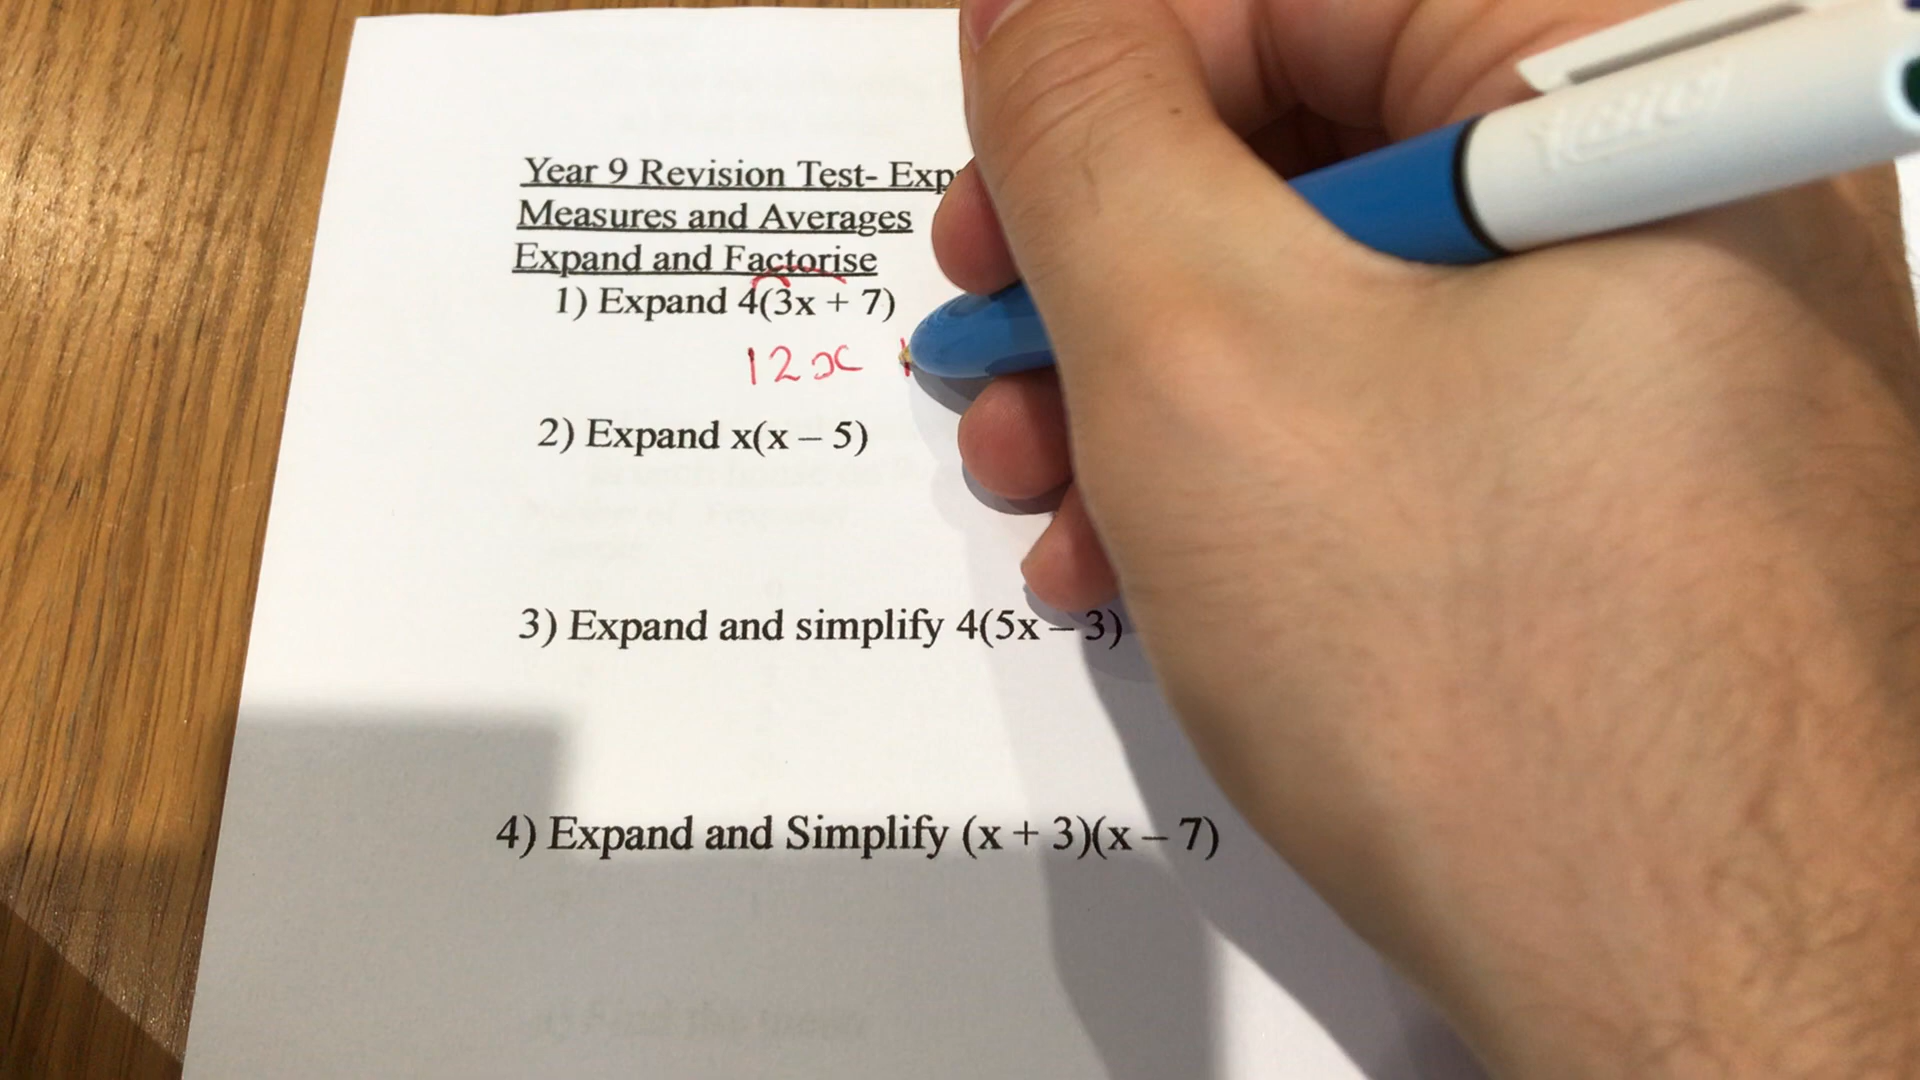 Year 9 Revision Test- Exp
Measures and Averages
Expand and Factorise
1) Expand 4(3x + 7)
12x
2) Expand x(x – 5)
3) Expand and simplify 4(5x – 3)
4) Expand and Simplify (x + 3)(x – 7)